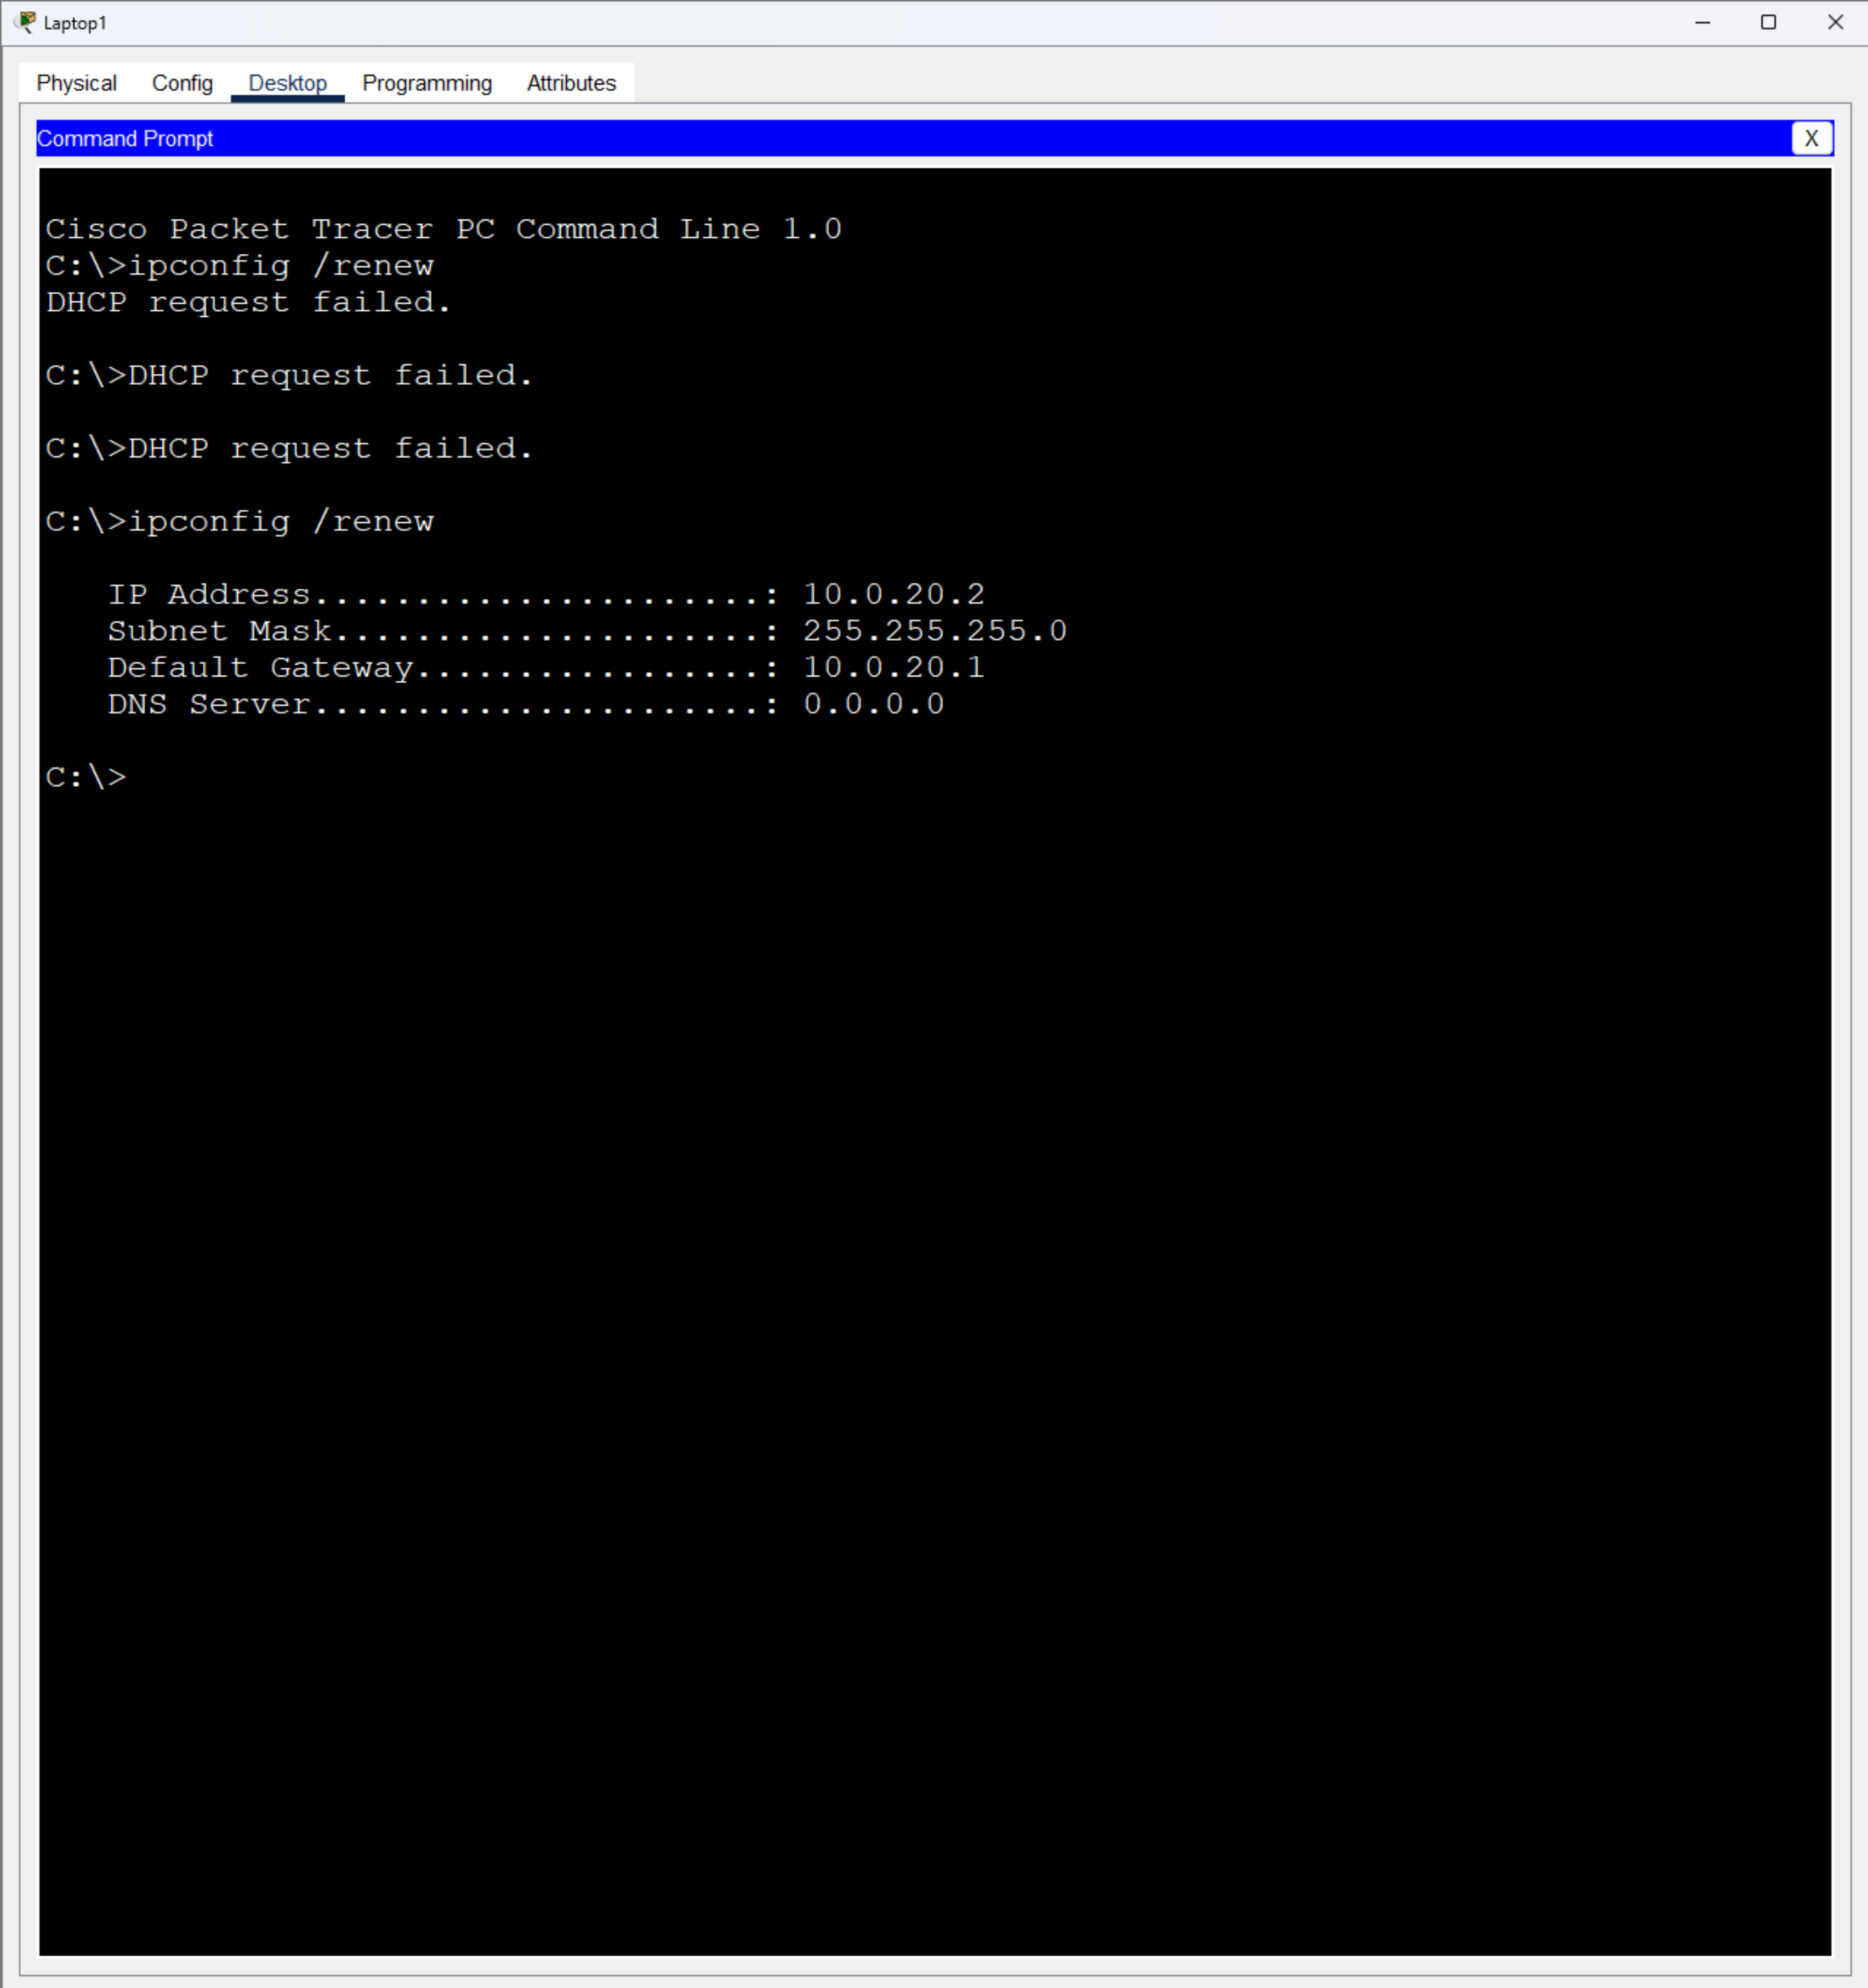 Laptop1
Physical Config Desktop Programming Attributes
Command Prompt X
Cisco Packet Tracer PC Command Line 1.0
C:\>ipconfig /renew
DHCP request failed.
C:\>DHCP request failed.
C:\>DHCP request failed.
C:\>ipconfig /renew
IP Address......................: 10.0.20.2
Subnet Mask.....................: 255.255.255.0
Default Gateway.................: 10.0.20.1
DNS Server......................: 0.0.0.0
C:\>